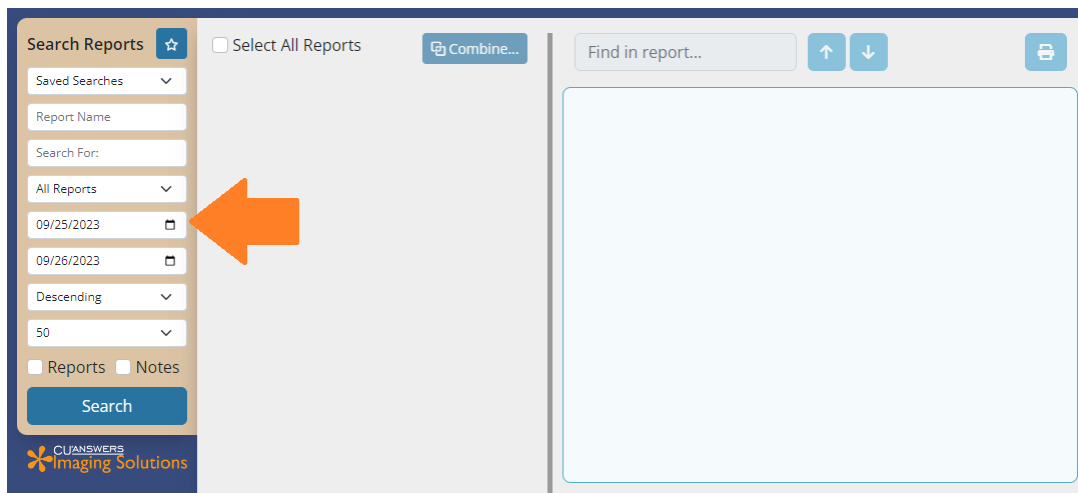 Search Reports
Saved Searches
Report Name
Search For:
All Reports
09/25/2023
09/26/2023
Descending
50
Reports Notes
Search
CU*ANSWERS
Imaging Solutions
Select All Reports Combine...
Find in report...